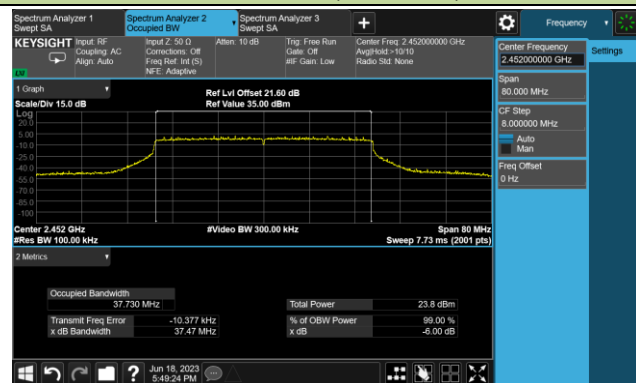 Spectrum Analyzer 1
Swept SA
Spectrum Analyzer 2
Occupied BW
Spectrum Analyzer 3
Swept SA
+
Frequency
KEYSIGHT
Input: RF
Coupling: AC
Align: Auto
Input Z: 50 Ω
Corrections: Off
Freq Ref: Int (S)
NFE: Adaptive
Atten: 10 dB
Trig: Free Run
Gate: Off
#IF Gain: Low
Center Freq: 2.452000000 GHz
Avg|Hold:>10/10
Radio Std: None
Center Frequency
2.452000000 GHz
Settings
Span
80.000 MHz
CF Step
8.000000 MHz
Auto
Man
Freq Offset
0 Hz
1 Graph
Scale/Div 15.0 dB
Ref Lvl Offset 21.60 dB
Ref Value 35.00 dBm
Log
20.0
5.00
-10.0
-25.0
-40.0
-55.0
-70.0
-85.0
-100
Center 2.452 GHz
#Res BW 100.00 kHz
#Video BW 300.00 kHz
Span 80 MHz
Sweep 7.73 ms (2001 pts)
2 Metrics
Occupied Bandwidth
37.730 MHz
Total Power 23.8 dBm
Transmit Freq Error -10.377 kHz
% of OBW Power 99.00 %
x dB Bandwidth 37.47 MHz
x dB -6.00 dB
?
Jun 18, 2023
5:49:24 PM